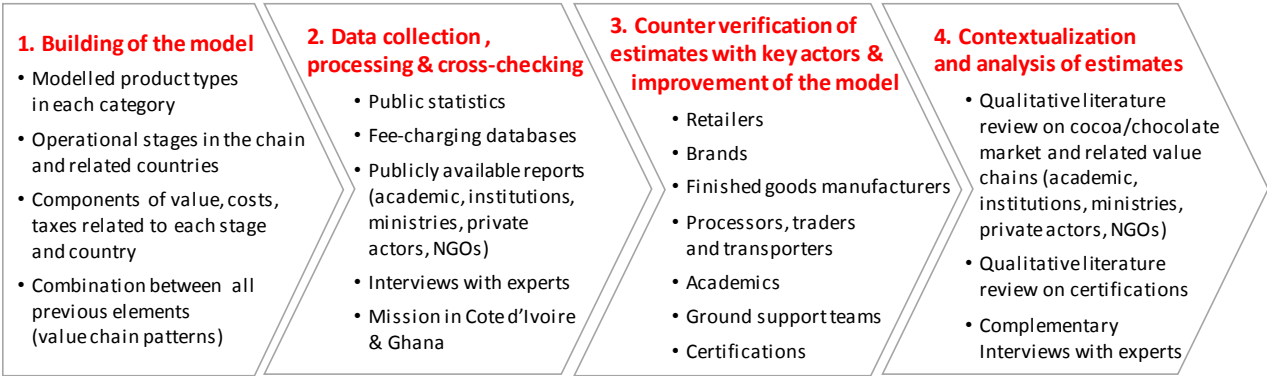 1. Building of the model
• Modelled product types
in each category
• Operational stages in the chain
and related countries
• Components of value, costs,
taxes related to each stage
and country
• Combination between all
previous elements
(value chain patterns)
2. Data collection ,
processing & cross-checking
• Public statistics
• Fee-charging databases
• Publicly available reports
(academic, institutions,
ministries, private
actors, NGOs)
• Interviews with experts
• Mission in Cote d’Ivoire
& Ghana
3. Counter verification of
estimates with key actors &
improvement of the model
• Retailers
• Brands
• Finished goods manufacturers
• Processors, traders
and transporters
• Academics
• Ground support teams
• Certifications
4. Contextualization
and analysis of estimates
• Qualitative literature
review on cocoa/chocolate
market and related value
chains (academic,
institutions, ministries,
private actors, NGOs)
• Qualitative literature
review on certifications
• Complementary
Interviews with experts